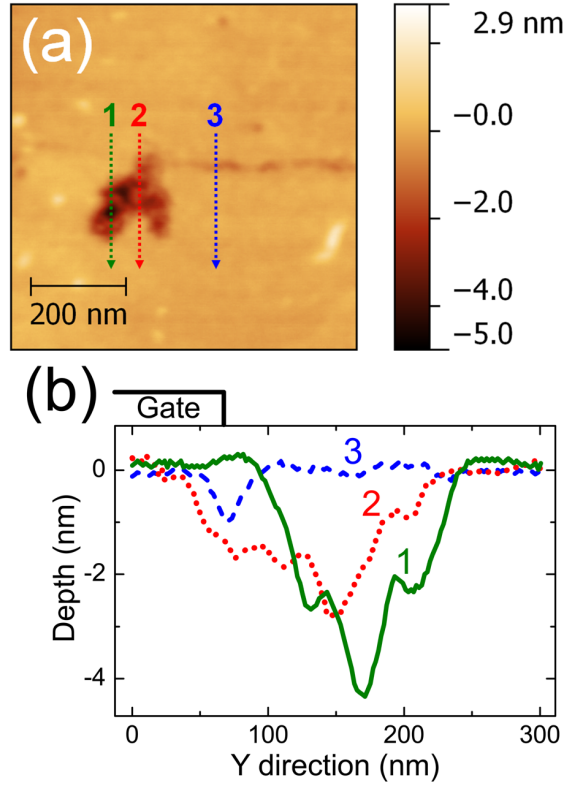 (a)
1 2 3
200 nm
2.9 nm
−0.0
−2.0
−4.0
−5.0
(b)
Gate
3
2
1
0
-2
-4
Depth (nm)
0 100 200 300
Y direction (nm)